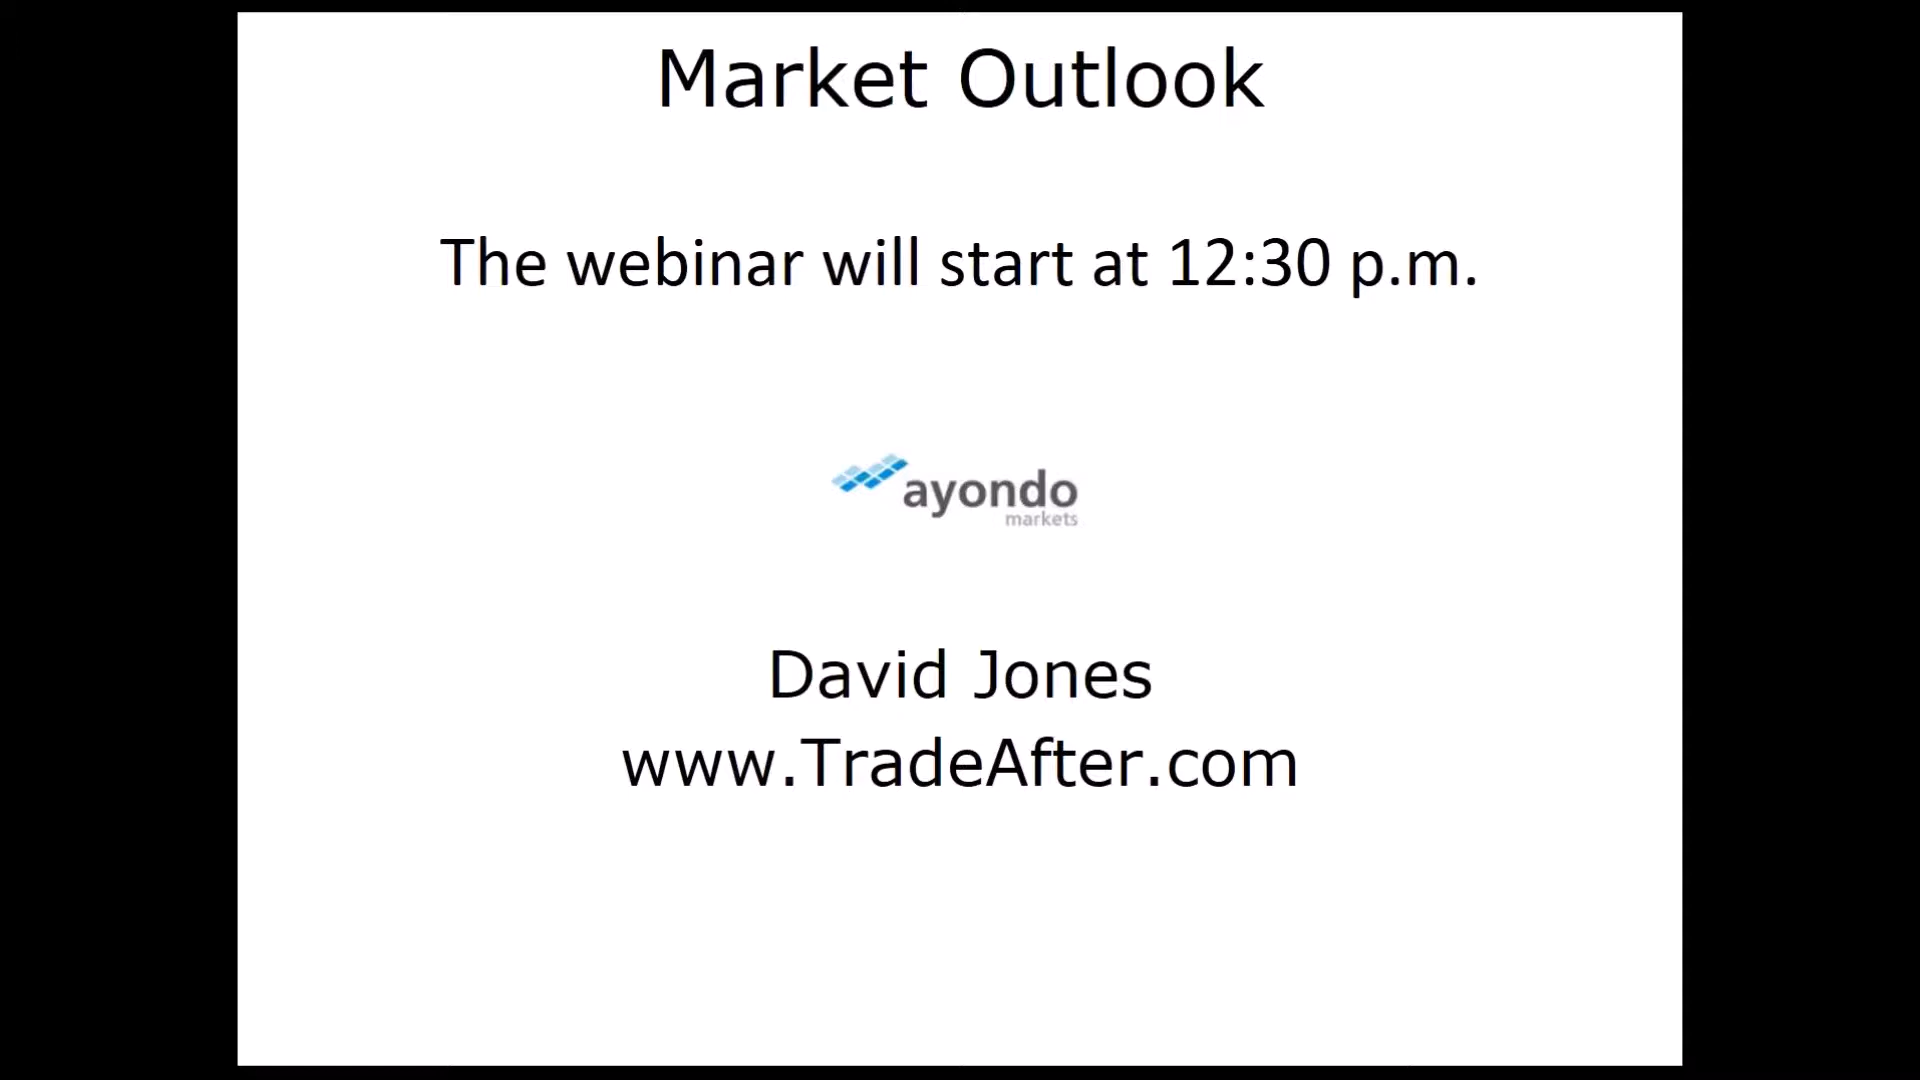 Market Outlook
The webinar will start at 12:30 p.m.
ayondo
markets
David Jones
www.TradeAfter.com